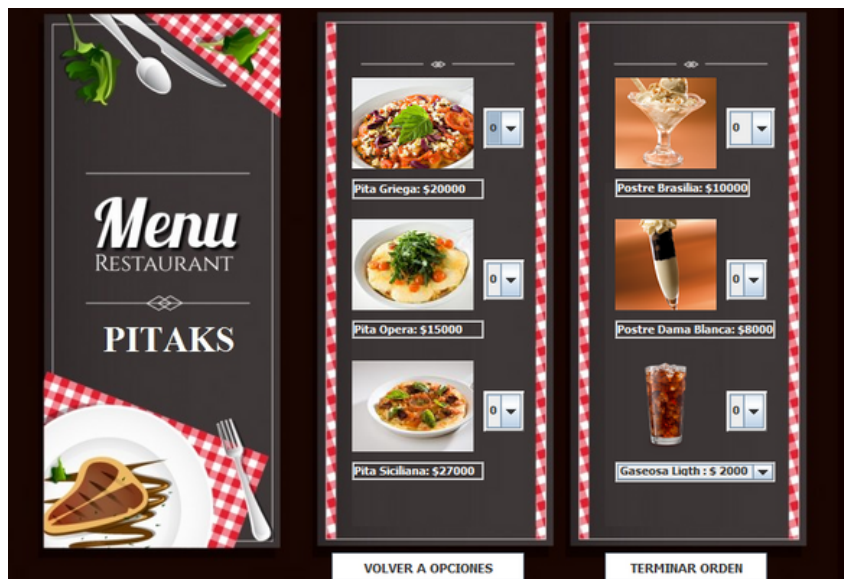 Menu
RESTAURANT
PITAKS
0
Pita Griega: $20000
0
Pita Opera: $15000
0
Pita Siciliana: $27000
0
Postre Brasilia: $10000
0
Postre Dama Blanca: $8000
0
Gaseosa Ligth : $ 2000
VOLVER A OPCIONES
TERMINAR ORDEN